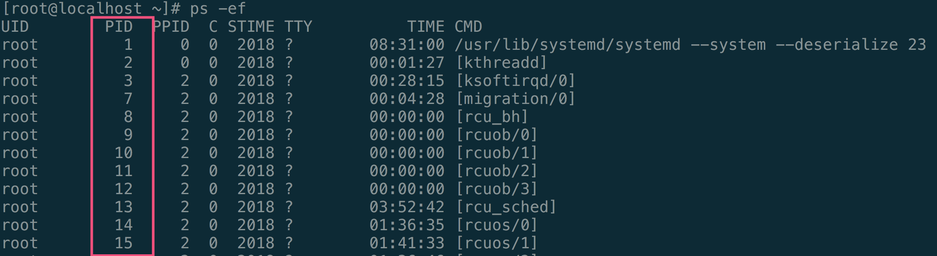 [root@localhost ~]# ps -ef
UID PID PPID C STIME TTY TIME CMD
root 1 0 0 2018 ? 08:31:00 /usr/lib/systemd/systemd --system --deserialize 23
root 2 0 0 2018 ? 00:01:27 [kthreadd]
root 3 2 0 2018 ? 00:28:15 [ksoftirqd/0]
root 7 2 0 2018 ? 00:04:28 [migration/0]
root 8 2 0 2018 ? 00:00:00 [rcu_bh]
root 9 2 0 2018 ? 00:00:00 [rcuob/0]
root 10 2 0 2018 ? 00:00:00 [rcuob/1]
root 11 2 0 2018 ? 00:00:00 [rcuob/2]
root 12 2 0 2018 ? 00:00:00 [rcuob/3]
root 13 2 0 2018 ? 03:52:42 [rcu_sched]
root 14 2 0 2018 ? 01:36:35 [rcuos/0]
root 15 2 0 2018 ? 01:41:33 [rcuos/1]